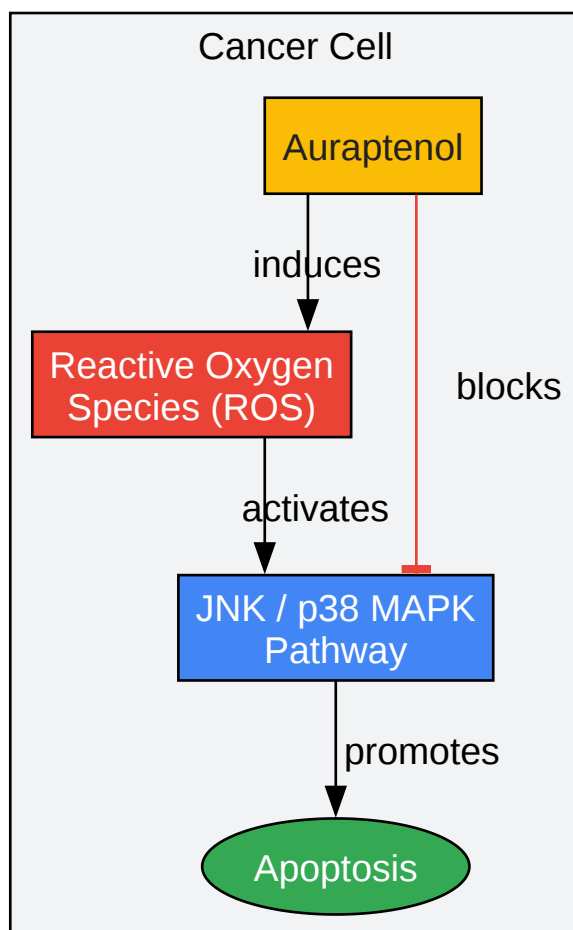 Cancer Cell
Auraptenol
induces
Reactive Oxygen
Species (ROS)
blocks
activates
JNK / p38 MAPK
Pathway
promotes
Apoptosis